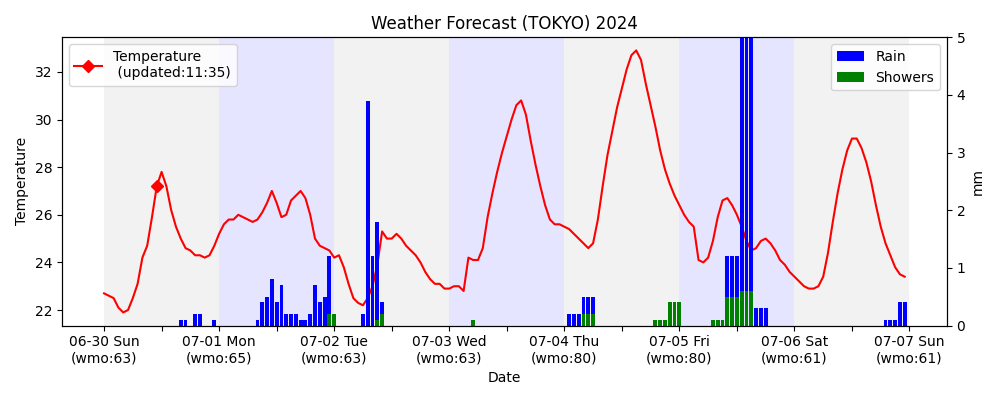 Weather Forecast (TOKYO) 2024
Temperature
(updated:11:35)
Rain
Showers
Temperature
32
30
28
26
24
22
5
4
3
2
1
0
mm
06-30 Sun
(wmo:63)
07-01 Mon
(wmo:65)
07-02 Tue
(wmo:63)
07-03 Wed
(wmo:63)
07-04 Thu
(wmo:80)
07-05 Fri
(wmo:80)
07-06 Sat
(wmo:61)
07-07 Sun
(wmo:61)
Date